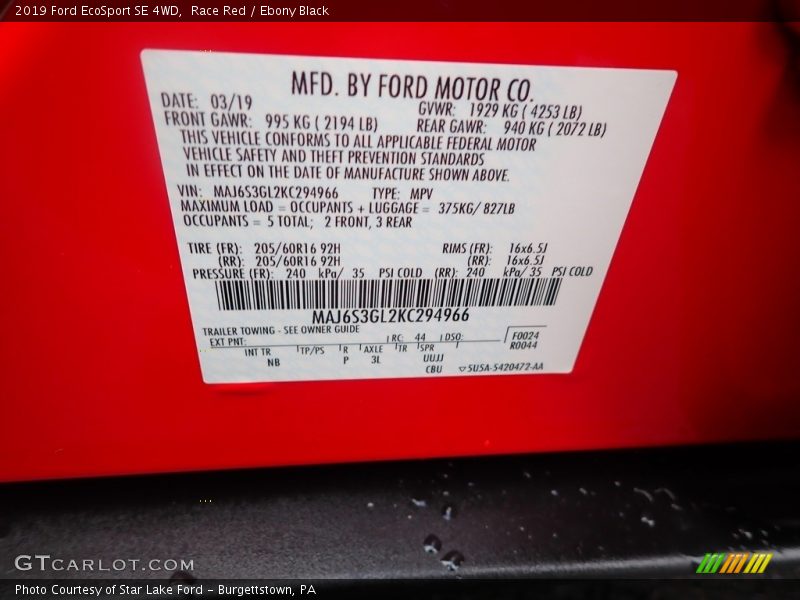 2019 Ford EcoSport SE 4WD, Race Red / Ebony Black
MFD. BY FORD MOTOR CO.
DATE: 03/19 GVWR: 1929 KG ( 4253 LB)
FRONT GAWR: 995 KG ( 2194 LB) REAR GAWR: 940 KG ( 2072 LB)
THIS VEHICLE CONFORMS TO ALL APPLICABLE FEDERAL MOTOR
VEHICLE SAFETY AND THEFT PREVENTION STANDARDS
IN EFFECT ON THE DATE OF MANUFACTURE SHOWN ABOVE.
VIN: MAJ6S3GL2KC294966 TYPE: MPV
MAXIMUM LOAD = OCCUPANTS + LUGGAGE = 375KG/ 827LB
OCCUPANTS = 5 TOTAL; 2 FRONT, 3 REAR
TIRE (FR): 205/60R16 92H RIMS (FR): 16x6.5J
(RR): 205/60R16 92H (RR): 16x6.5J
PRESSURE (FR): 240 kPa/ 35 PSI COLD (RR): 240 kPa/ 35 PSI COLD
MAJ6S3GL2KC294966
TRAILER TOWING - SEE OWNER GUIDE
EXT PNT: RC: 44 DSO: F0024
R0044
INT TR TP/PS R AXLE TR SPR
NB P 3L UUJJ
CBU 5U5A-5420472-AA
GTCARLOT.COM
Photo Courtesy of Star Lake Ford – Burgettstown, PA